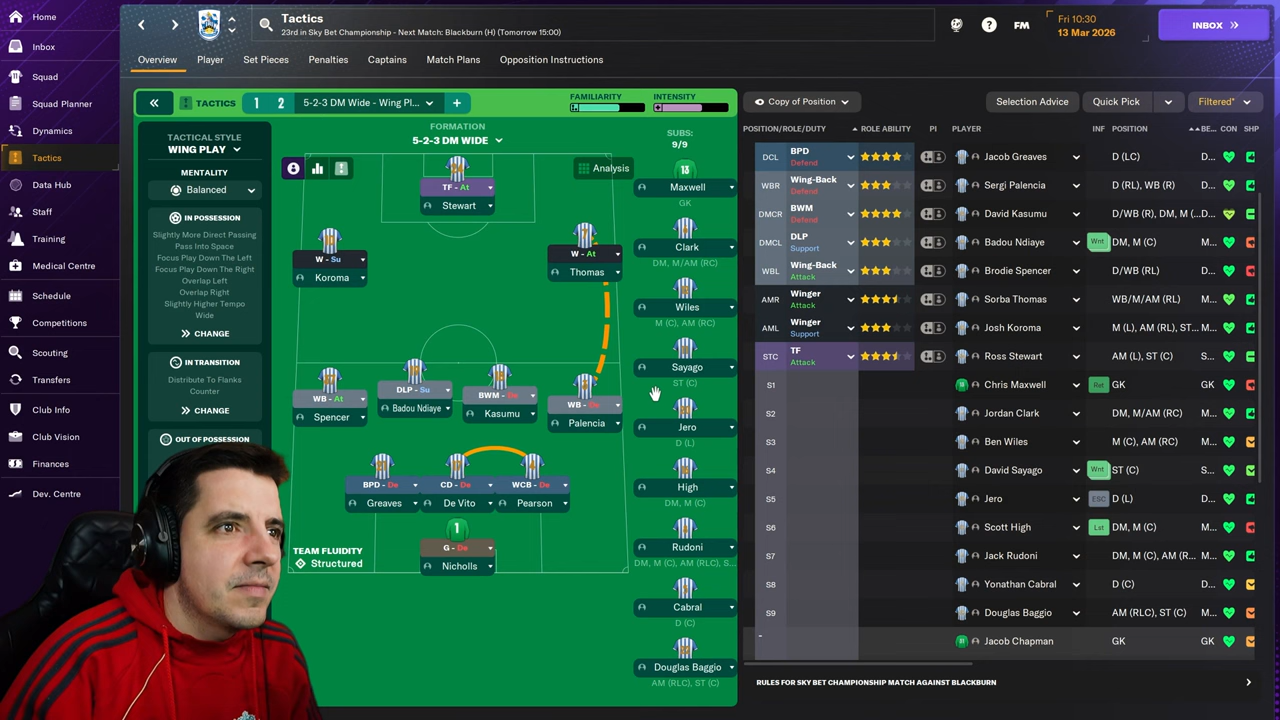 Home
Inbox
Squad
Squad Planner
Dynamics
Tactics
Data Hub
Staff
Training
Medical Centre
Schedule
Competitions
Scouting
Transfers
Club Info
Club Vision
Finances
Dev. Centre
Tactics
23rd in Sky Bet Championship - Next Match: Blackburn (H) (Tomorrow 15:00)
FM
Fri 10:30
13 Mar 2026
INBOX
Overview
Player
Set Pieces
Penalties
Captains
Match Plans
Opposition Instructions
TACTICS
1
2
5-2-3 DM Wide - Wing Pl...
FAMILIARITY
INTENSITY
TACTICAL STYLE
WING PLAY
MENTALITY
Balanced
IN POSSESSION
Slightly More Direct Passing
Pass Into Space
Focus Play Down The Left
Focus Play Down The Right
Overlap Left
Overlap Right
Slightly Higher Tempo
Wide
CHANGE
IN TRANSITION
Distribute To Flanks
Counter
CHANGE
OUT OF POSSESSION
FORMATION
5-2-3 DM WIDE
Analysis
TF - At
Stewart
W - Su
Koroma
W - At
Thomas
WB - At
Spencer
DLP - Su
Badou Ndiaye
BWM - De
Kasumu
WB - De
Palencia
BPD - De
Greaves
CD - De
De Vito
WCB - De
Pearson
1
G - De
Nicholls
TEAM FLUIDITY
Structured
SUBS:
9/9
13
Maxwell
GK
Clark
DM, M/AM (RC)
Wiles
M (C), AM (RC)
Sayago
ST (C)
Jero
D (L)
High
DM, M (C)
Rudoni
DM, M (C), AM (RLC), S...
Cabral
D (C)
Douglas Baggio
AM (RLC), ST (C)
Copy of Position
Selection Advice
Quick Pick
Filtered*
POSITION/ROLE/DUTY
ROLE ABILITY
PI
PLAYER
INF
POSITION
BE...
CON
SHP
DCL
BPD
Defend
Jacob Greaves
D (LC)
D...
WBR
Wing-Back
Defend
Sergi Palencia
D (RL), WB (R)
D...
DMCR
BWM
Defend
David Kasumu
D/WB (R), DM, M (...
D...
DMCL
DLP
Support
Badou Ndiaye
Wnt
DM, M (C)
M...
WBL
Wing-Back
Attack
Brodie Spencer
D/WB (RL)
D...
AMR
Winger
Attack
Sorba Thomas
WB/M/AM (RL)
M...
AML
Winger
Support
Josh Koroma
M (L), AM (RL), ST...
M...
STC
TF
Attack
Ross Stewart
AM (L), ST (C)
S...
S1
Chris Maxwell
Ret
GK
GK
S2
Jordan Clark
DM, M/AM (RC)
M...
S3
Ben Wiles
M (C), AM (RC)
M...
S4
David Sayago
Wnt
ST (C)
S...
S5
Jero
ESC
D (L)
D...
S6
Scott High
Lst
DM, M (C)
M...
S7
Jack Rudoni
DM, M (C), AM (R...
M...
S8
Yonathan Cabral
D (C)
D...
S9
Douglas Baggio
AM (RLC), ST (C)
M...
-
Jacob Chapman
GK
GK
RULES FOR SKY BET CHAMPIONSHIP MATCH AGAINST BLACKBURN